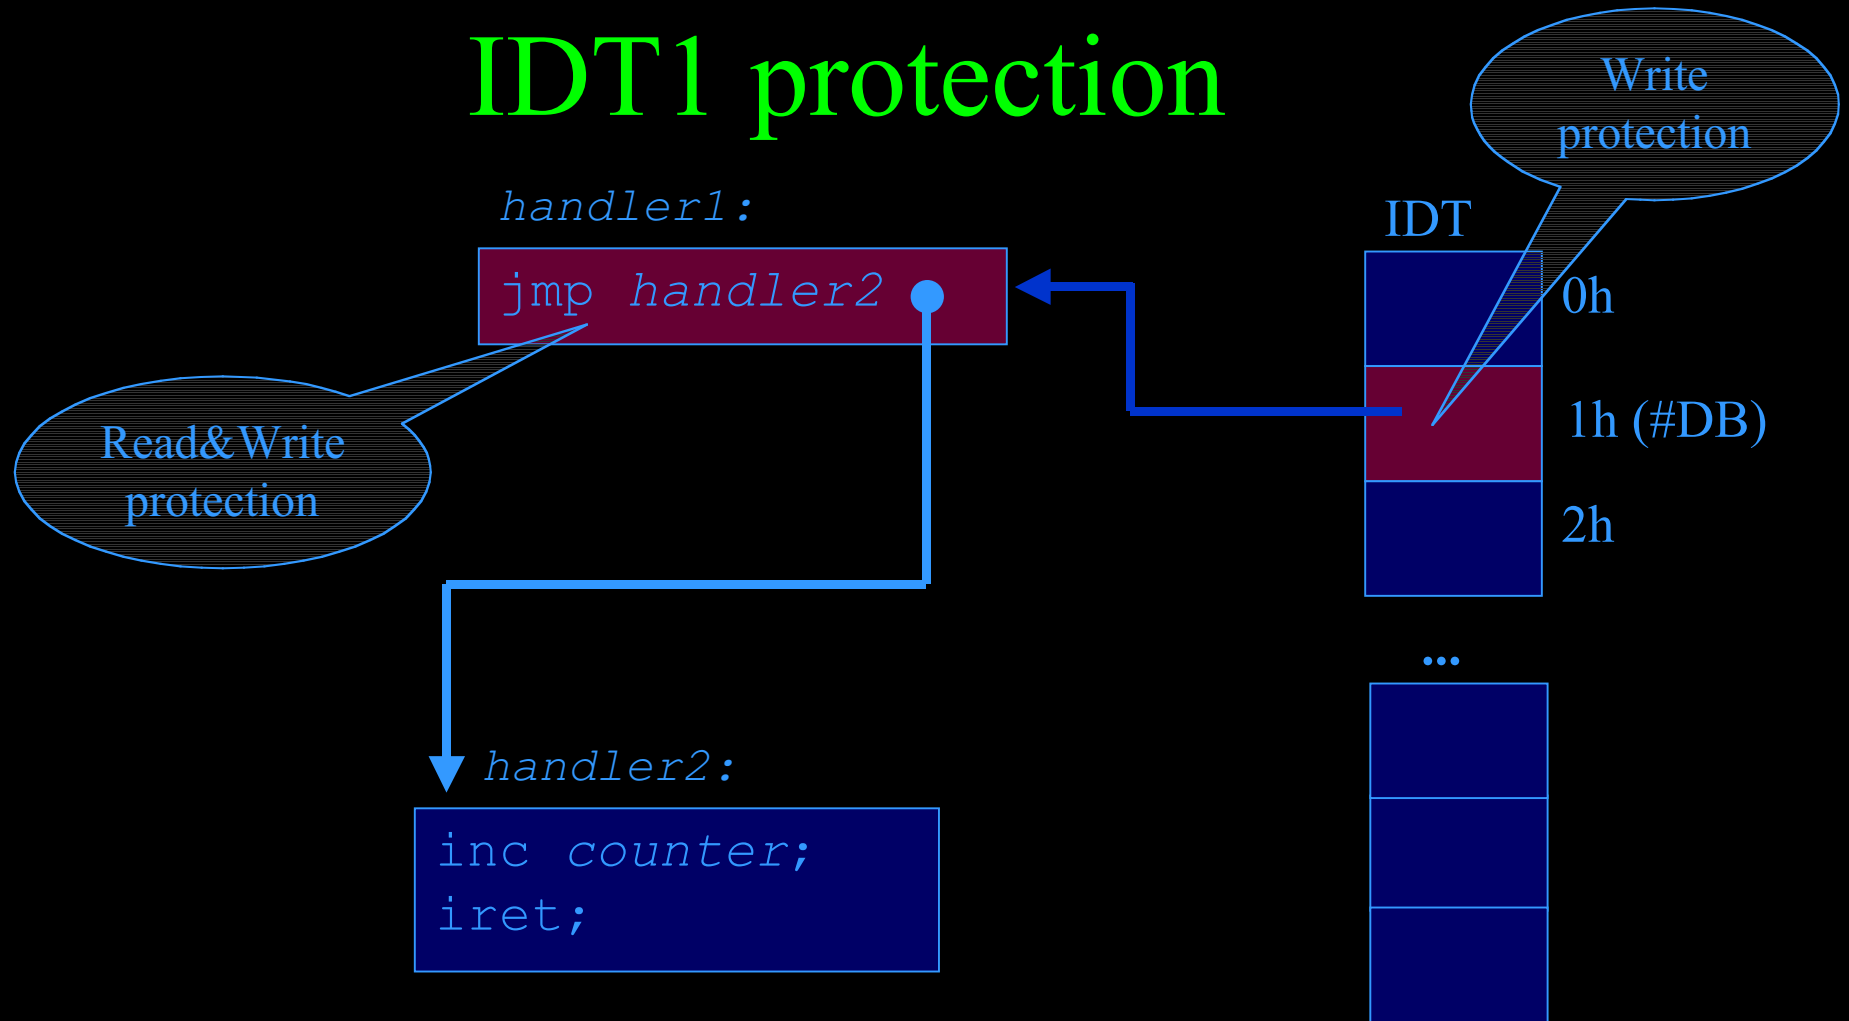 IDT1 protection
Write
protection
handler1:
IDT
jmp handler2
0h
1h (#DB)
Read&Write
protection
2h
...
handler2:
inc counter;
iret;